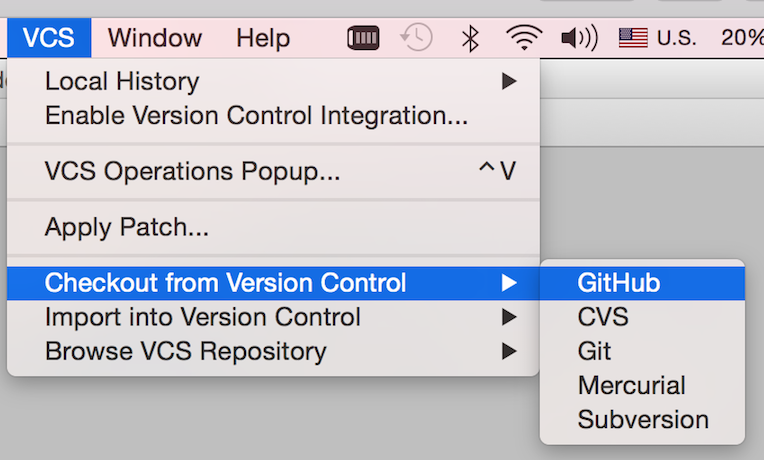 VCS Window Help U.S. 20%
Local History
Enable Version Control Integration...
VCS Operations Popup... ^V
Apply Patch...
Checkout from Version Control
Import into Version Control
Browse VCS Repository
GitHub
CVS
Git
Mercurial
Subversion